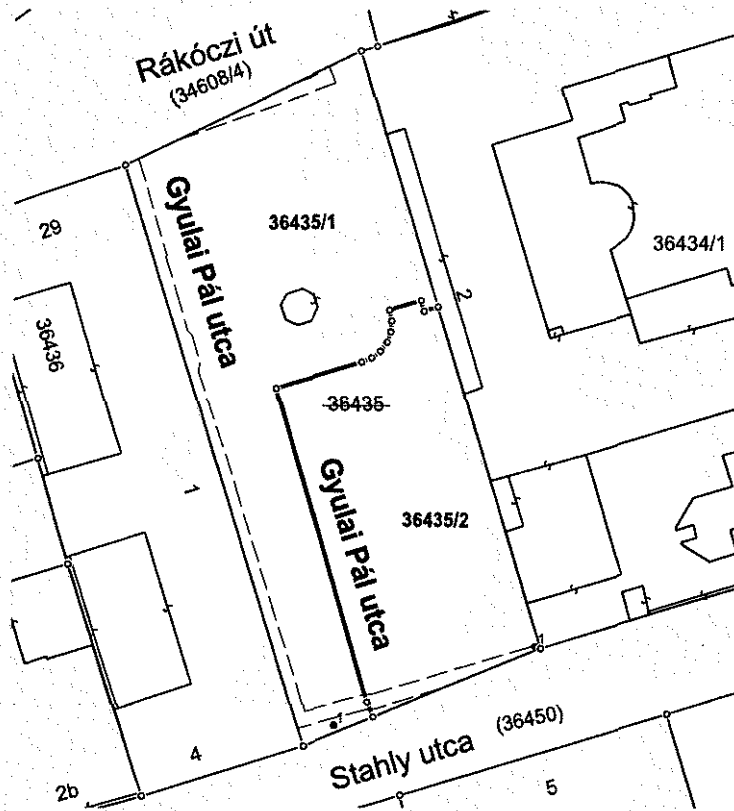 Rákóczi út
(34608/4)
29
Gyulai Pál utca
36435/1
36434/1
2
36436
36435
1
Gyulai Pál utca
36435/2
4
2b
Stahly utca
(36450)
5